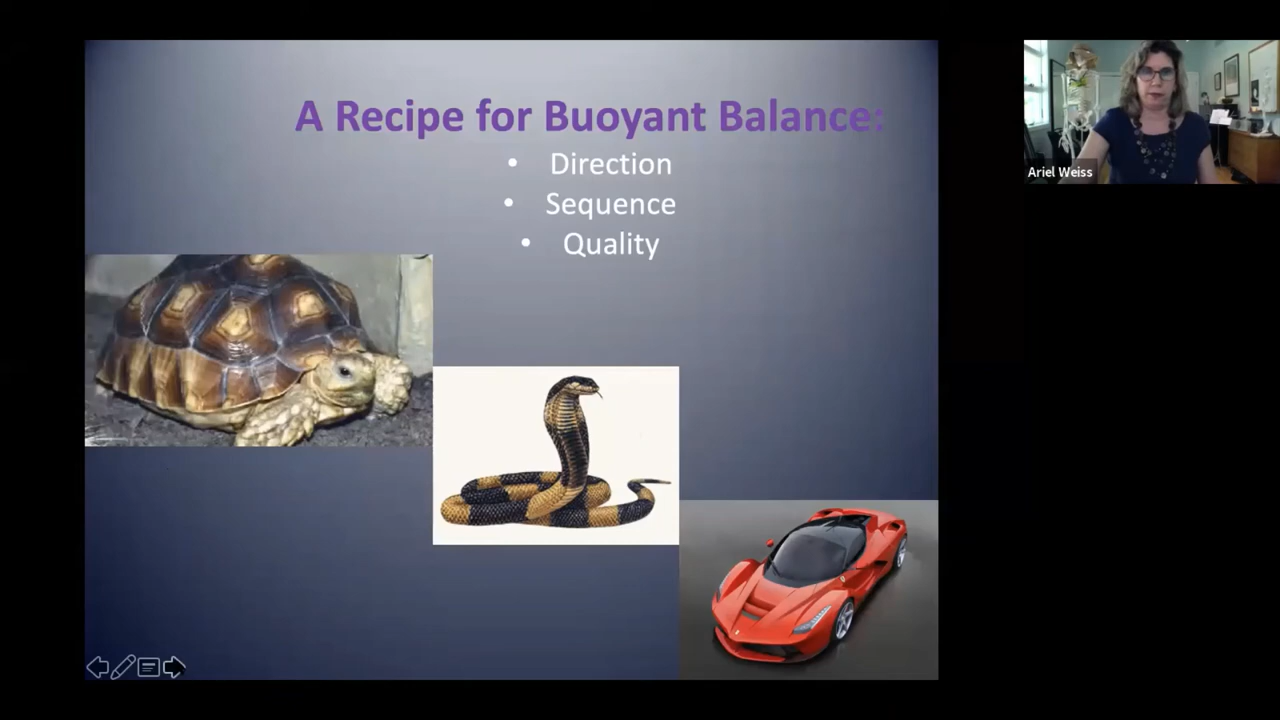 A Recipe for Buoyant Balance:
• Direction
• Sequence
• Quality
Ariel Weiss